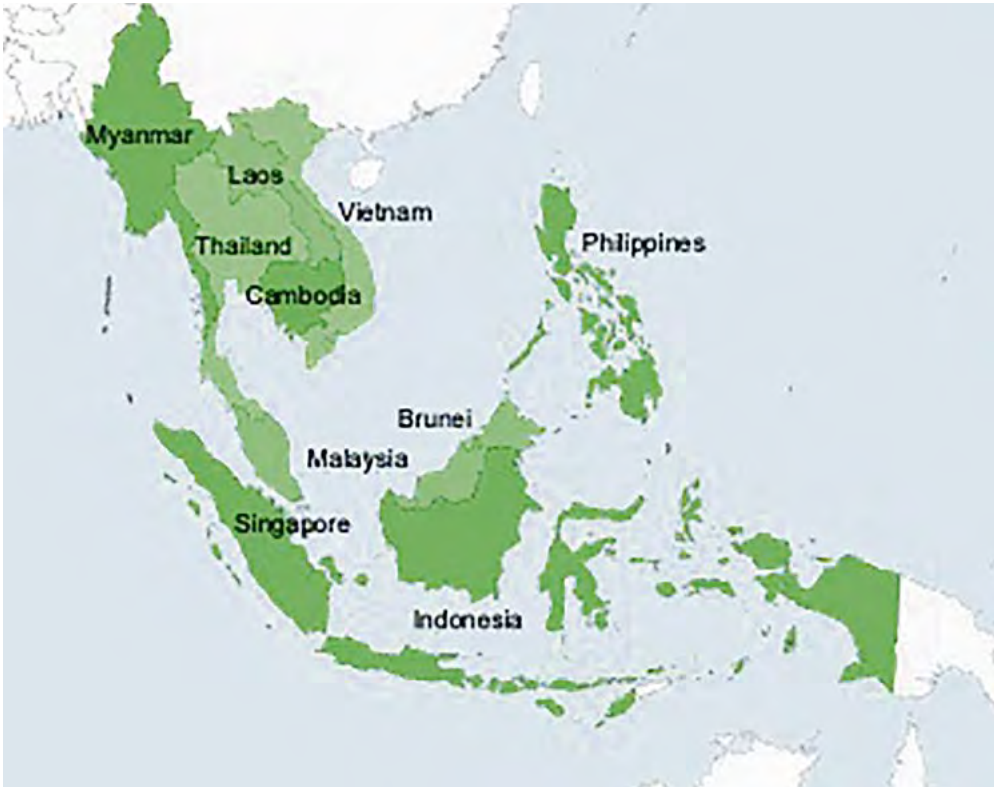 Myanmar
Laos
Vietnam
Thailand
Philippines
Cambodia
Brunei
Malaysia
Singapore
Indonesia